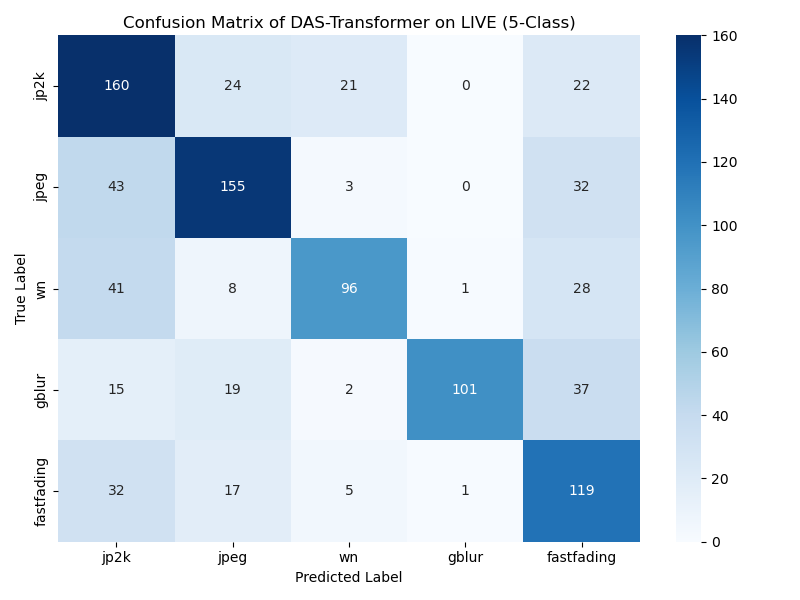 Confusion Matrix of DAS-Transformer on LIVE (5-Class)
True Label
jp2k 160 24 21 0 22
jpeg 43 155 3 0 32
wn 41 8 96 1 28
gblur 15 19 2 101 37
fastfading 32 17 5 1 119
jp2k jpeg wn gblur fastfading
Predicted Label
160
140
120
100
80
60
40
20
0